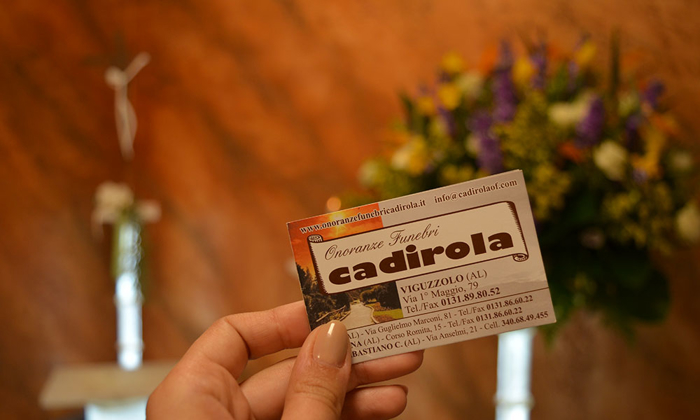 www.onoranzefunebricadirola.it info@cadirolaof.com
Onoranze Funebri
cadirola
VIGUZZOLO (AL)
Via 1° Maggio, 79
Tel./Fax 0131.89.80.52
AL) - Via Guglielmo Marconi, 81 - Tel./Fax 0131.86.60.22
NA (AL) - Corso Romita, 15 - Tel./Fax 0131.86.60.22
BASTIANO C. (AL) - Via Anselmi, 21 - Cell. 340.68.49.455